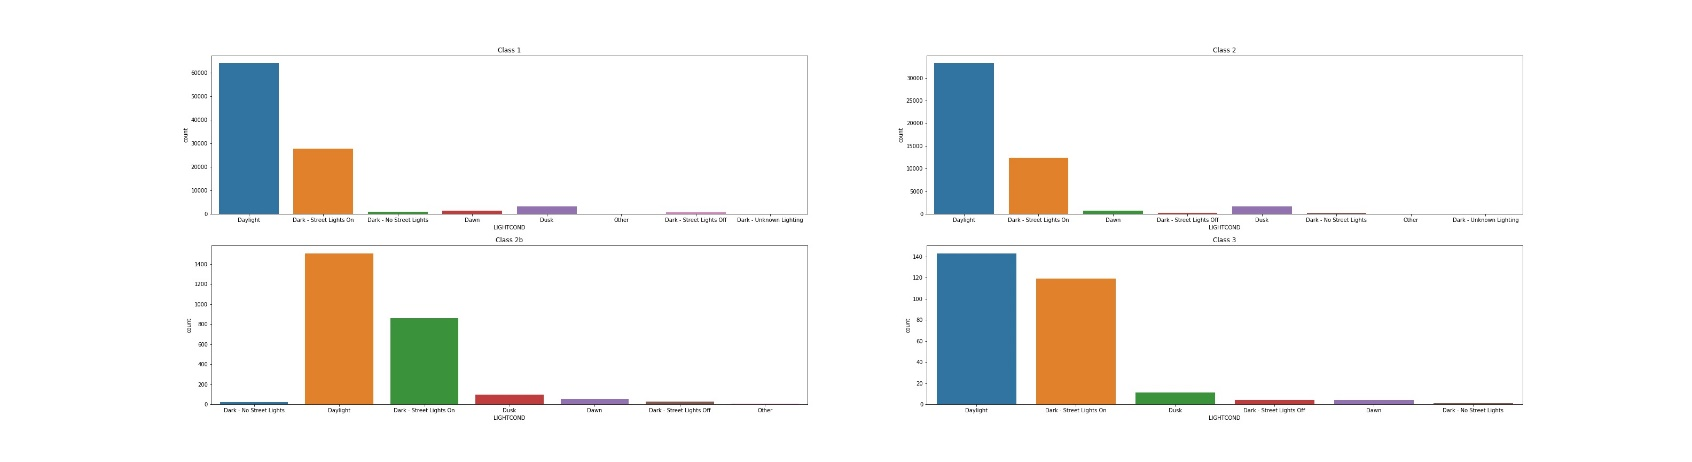 Class 1
60000
50000
40000
30000
20000
10000
0
count
Daylight Dark - Street Lights On Dark - No Street Lights Dawn Dusk Other Dark - Street Lights Off Dark - Unknown Lighting
LIGHTCOND
Class 2
30000
25000
20000
15000
10000
5000
0
count
Daylight Dark - Street Lights On Dawn Dark - Street Lights Off Dusk Dark - No Street Lights Other Dark - Unknown Lighting
LIGHTCOND
Class 2b
1400
1200
1000
800
600
400
200
0
count
Dark - No Street Lights Daylight Dark - Street Lights On Dusk Dawn Dark - Street Lights Off Other
LIGHTCOND
Class 3
140
120
100
80
60
40
20
0
count
Daylight Dark - Street Lights On Dusk Dark - Street Lights Off Dawn Dark - No Street Lights
LIGHTCOND